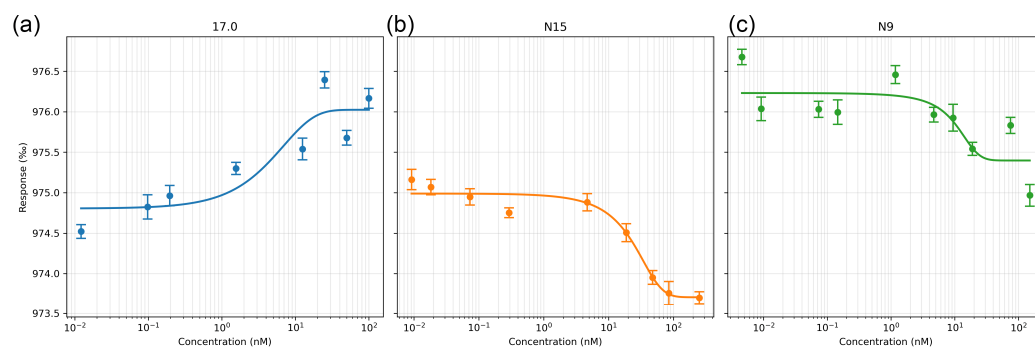 (a)
17.0
(b)
N15
(c)
N9
Response (‰)
976.5
976.0
975.5
975.0
974.5
974.0
973.5
10⁻² 10⁻¹ 10⁰ 10¹ 10²
Concentration (nM)
10⁻² 10⁻¹ 10⁰ 10¹ 10²
Concentration (nM)
10⁻² 10⁻¹ 10⁰ 10¹ 10²
Concentration (nM)